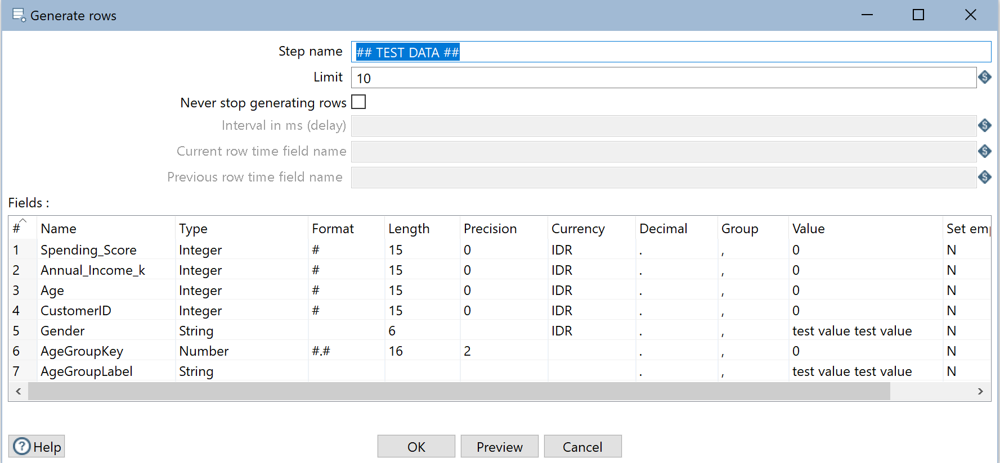 Generate rows
Step name ## TEST DATA ##
Limit 10
Never stop generating rows
Interval in ms (delay)
Current row time field name
Previous row time field name
Fields :
# Name Type Format Length Precision Currency Decimal Group Value Set emp
1 Spending_Score Integer # 15 0 IDR . , 0 N
2 Annual_Income_k Integer # 15 0 IDR . , 0 N
3 Age Integer # 15 0 IDR . , 0 N
4 CustomerID Integer # 15 0 IDR . , 0 N
5 Gender String 6 IDR . , test value test value N
6 AgeGroupKey Number #.# 16 2 . , 0 N
7 AgeGroupLabel String . , test value test value N
? Help OK Preview Cancel